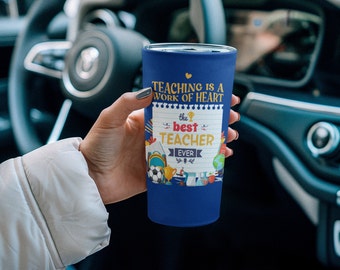 TEACHING IS A
WORK OF HEART
the
best
TEACHER
EVER